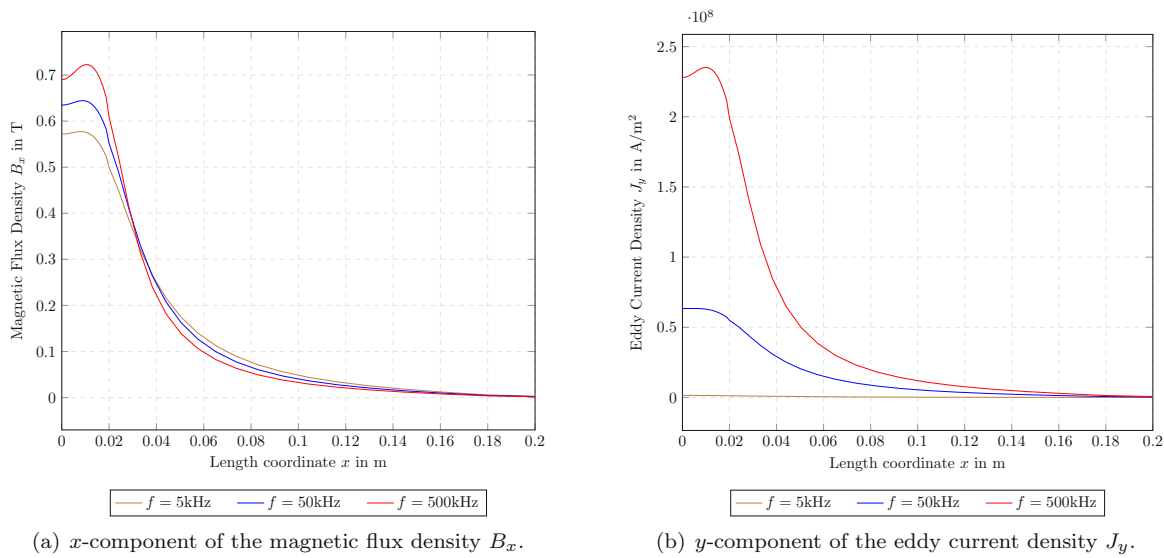 0.7
0.6
0.5
0.4
0.3
0.2
0.1
0
Magnetic Flux Density Bₓ in T
0 0.02 0.04 0.06 0.08 0.1 0.12 0.14 0.16 0.18 0.2
Length coordinate x in m
f = 5kHz f = 50kHz f = 500kHz
(a) x-component of the magnetic flux density Bₓ.
·10⁸
2.5
2
1.5
1
0.5
0
Eddy Current Density J_y in A/m²
0 0.02 0.04 0.06 0.08 0.1 0.12 0.14 0.16 0.18 0.2
Length coordinate x in m
f = 5kHz f = 50kHz f = 500kHz
(b) y-component of the eddy current density J_y.